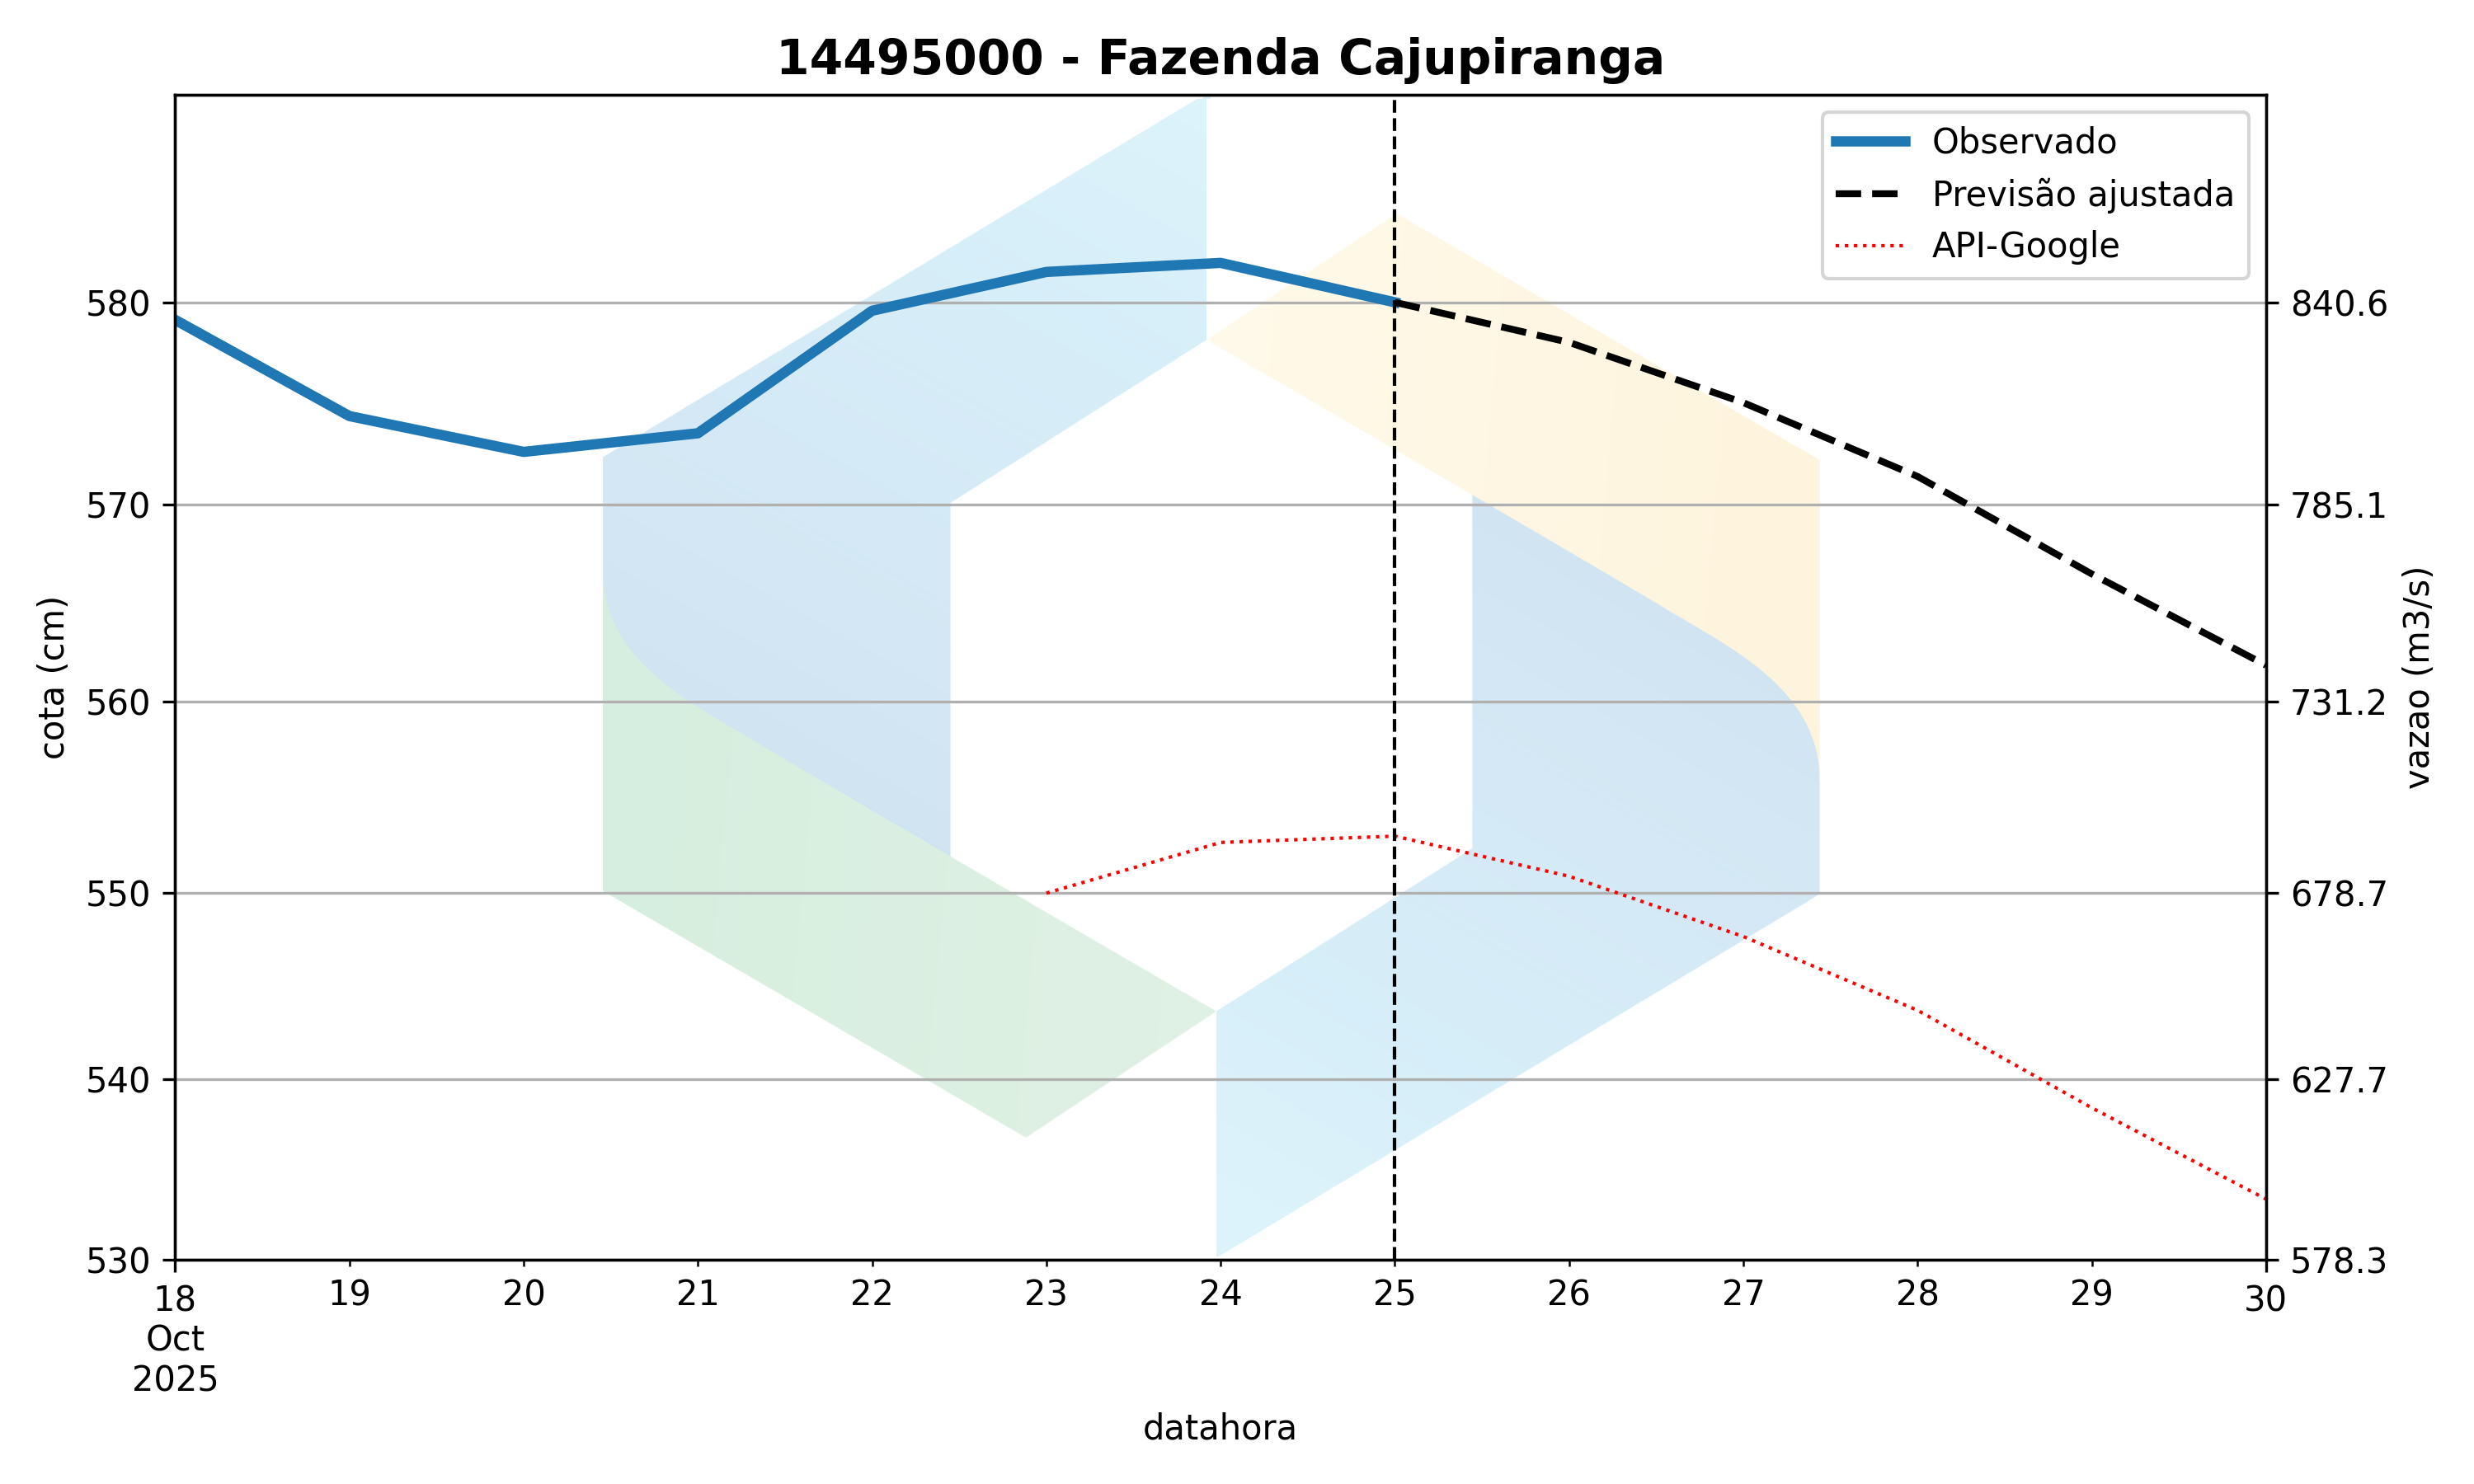 14495000 - Fazenda Cajupiranga
Observado
Previsão ajustada
API-Google
cota (cm)
580
570
560
550
540
530
840.6
785.1
731.2
678.7
627.7
578.3
vazao (m3/s)
18 19 20 21 22 23 24 25 26 27 28 29 30
Oct
2025
datahora